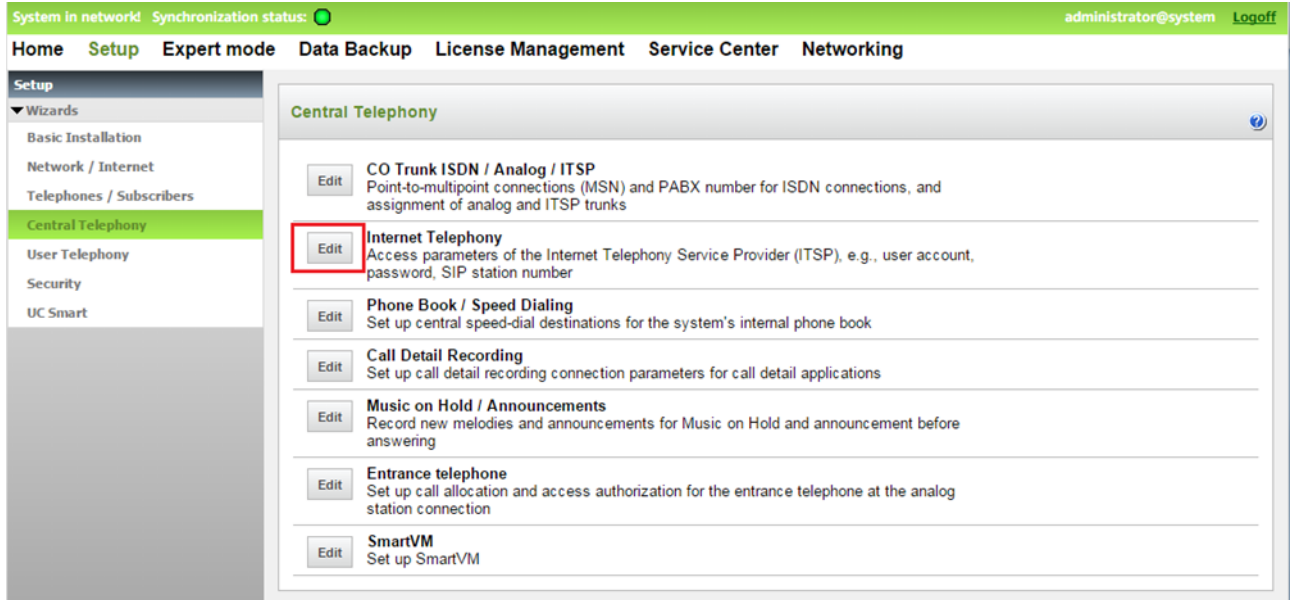 System in network! Synchronization status:
administrator@system Logoff
Home Setup Expert mode Data Backup License Management Service Center Networking
Setup
Wizards
Basic Installation
Network / Internet
Telephones / Subscribers
Central Telephony
User Telephony
Security
UC Smart
Central Telephony
?
Edit
CO Trunk ISDN / Analog / ITSP
Point-to-multipoint connections (MSN) and PABX number for ISDN connections, and
assignment of analog and ITSP trunks
Edit
Internet Telephony
Access parameters of the Internet Telephony Service Provider (ITSP), e.g., user account,
password, SIP station number
Edit
Phone Book / Speed Dialing
Set up central speed-dial destinations for the system's internal phone book
Edit
Call Detail Recording
Set up call detail recording connection parameters for call detail applications
Edit
Music on Hold / Announcements
Record new melodies and announcements for Music on Hold and announcement before
answering
Edit
Entrance telephone
Set up call allocation and access authorization for the entrance telephone at the analog
station connection
Edit
SmartVM
Set up SmartVM